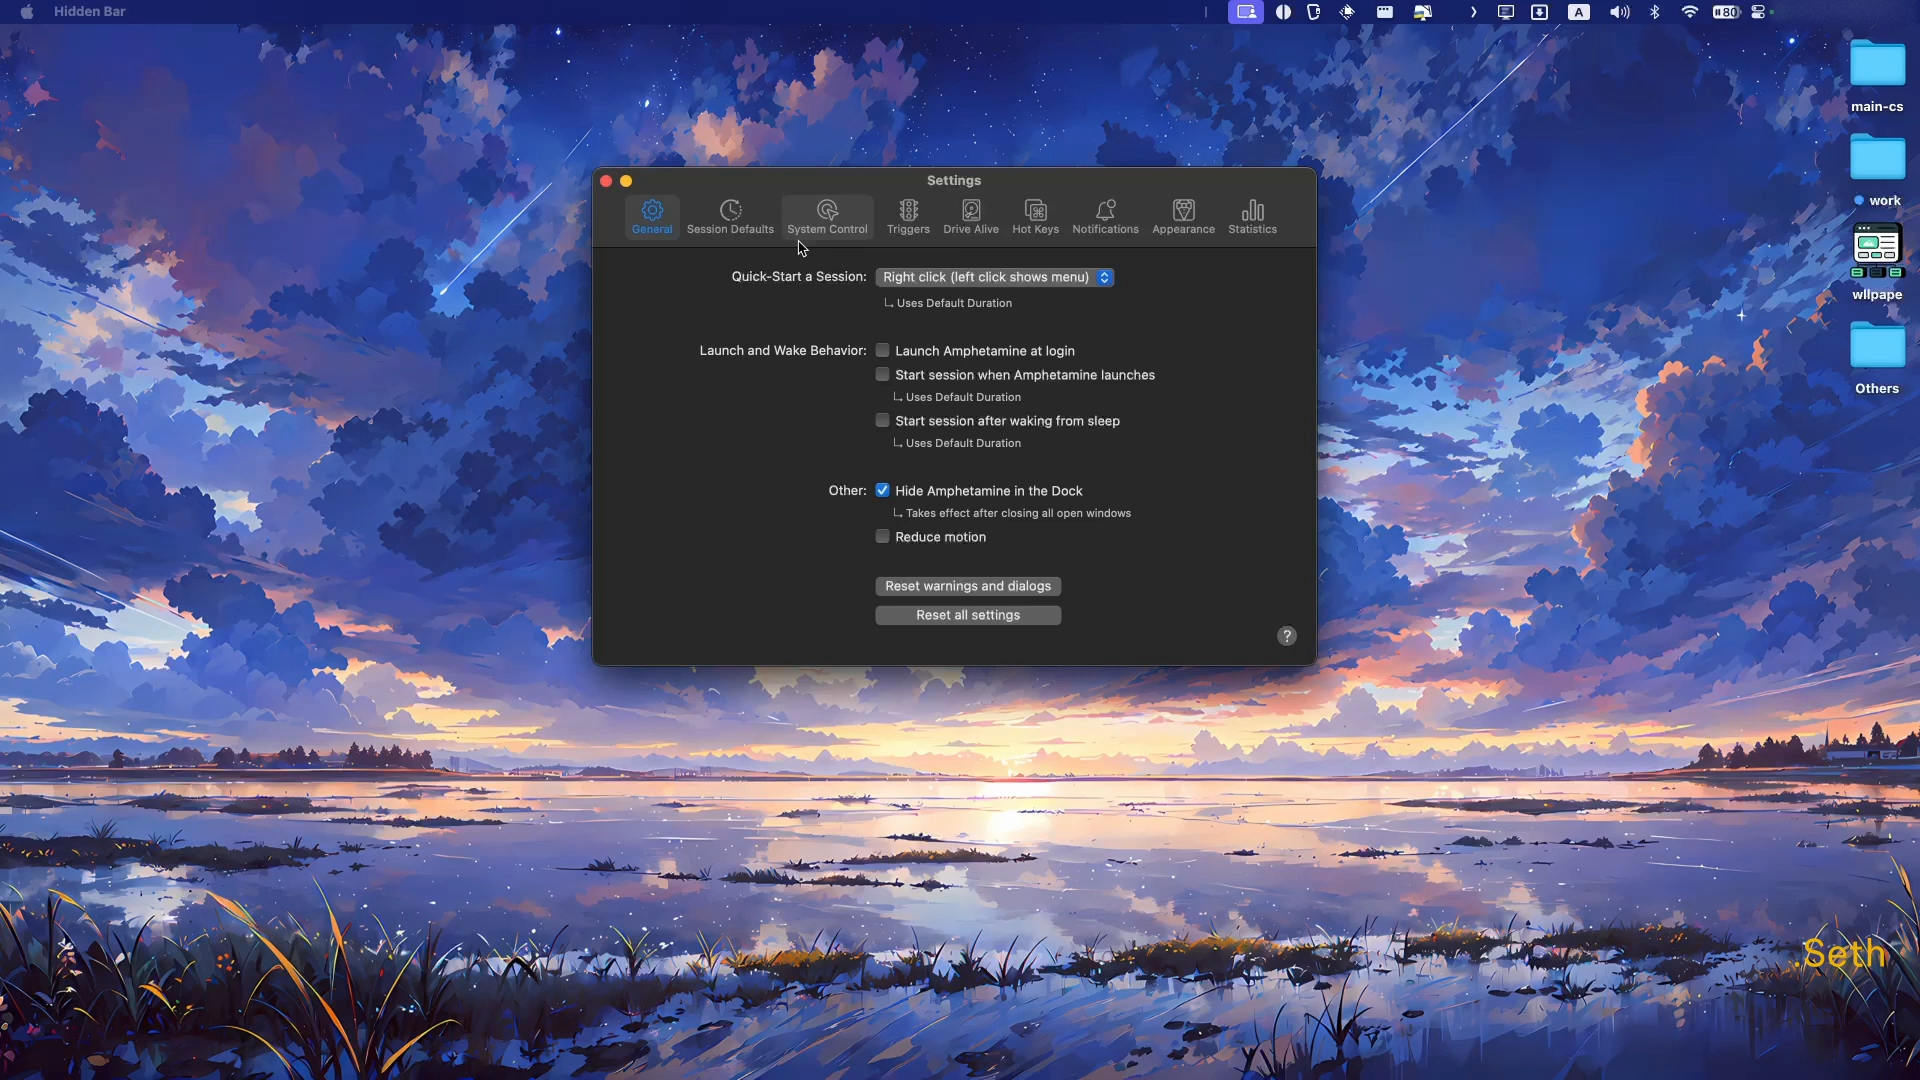 Hidden Bar
A
80
main-cs
work
wllpape
Others
Settings
General
Session Defaults
System Control
Triggers
Drive Alive
Hot Keys
Notifications
Appearance
Statistics
Quick-Start a Session: Right click (left click shows menu)
Uses Default Duration
Launch and Wake Behavior: Launch Amphetamine at login
Start session when Amphetamine launches
Uses Default Duration
Start session after waking from sleep
Uses Default Duration
Other: Hide Amphetamine in the Dock
Takes effect after closing all open windows
Reduce motion
Reset warnings and dialogs
Reset all settings
?
.Seth